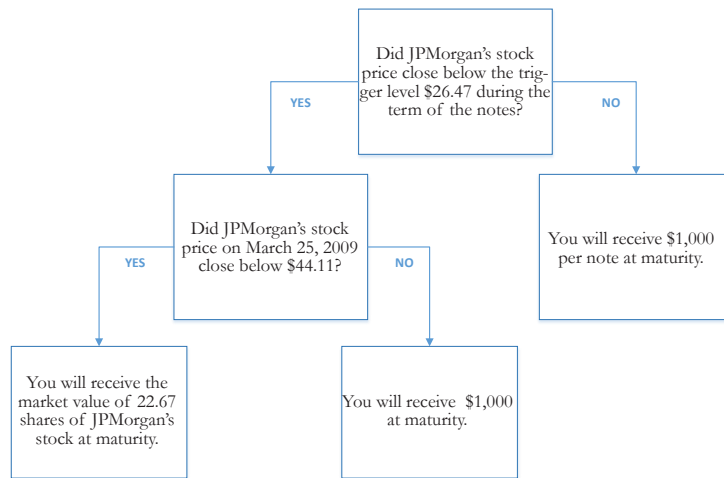 Did JPMorgan's stock
price close below the trig-
ger level $26.47 during the
term of the notes?
YES
NO
Did JPMorgan's stock
price on March 25, 2009
close below $44.11?
You will receive $1,000
per note at maturity.
YES
NO
You will receive the
market value of 22.67
shares of JPMorgan's
stock at maturity.
You will receive $1,000
at maturity.